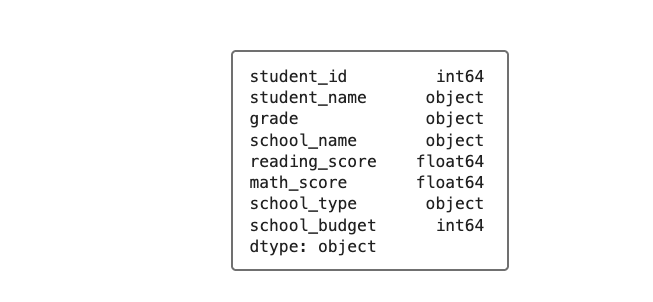 student_id int64
student_name object
grade object
school_name object
reading_score float64
math_score float64
school_type object
school_budget int64
dtype: object